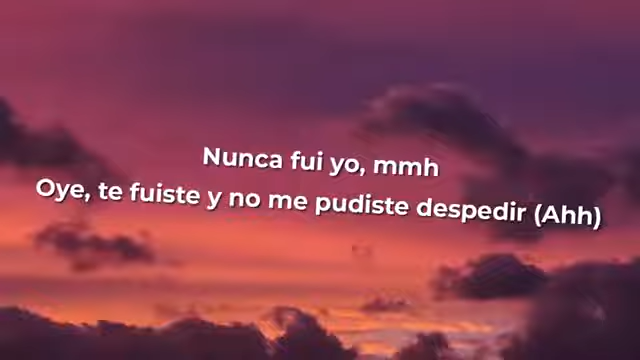 Nunca fui yo, mmh
Oye, te fuiste y no me pudiste despedir (Ahh)